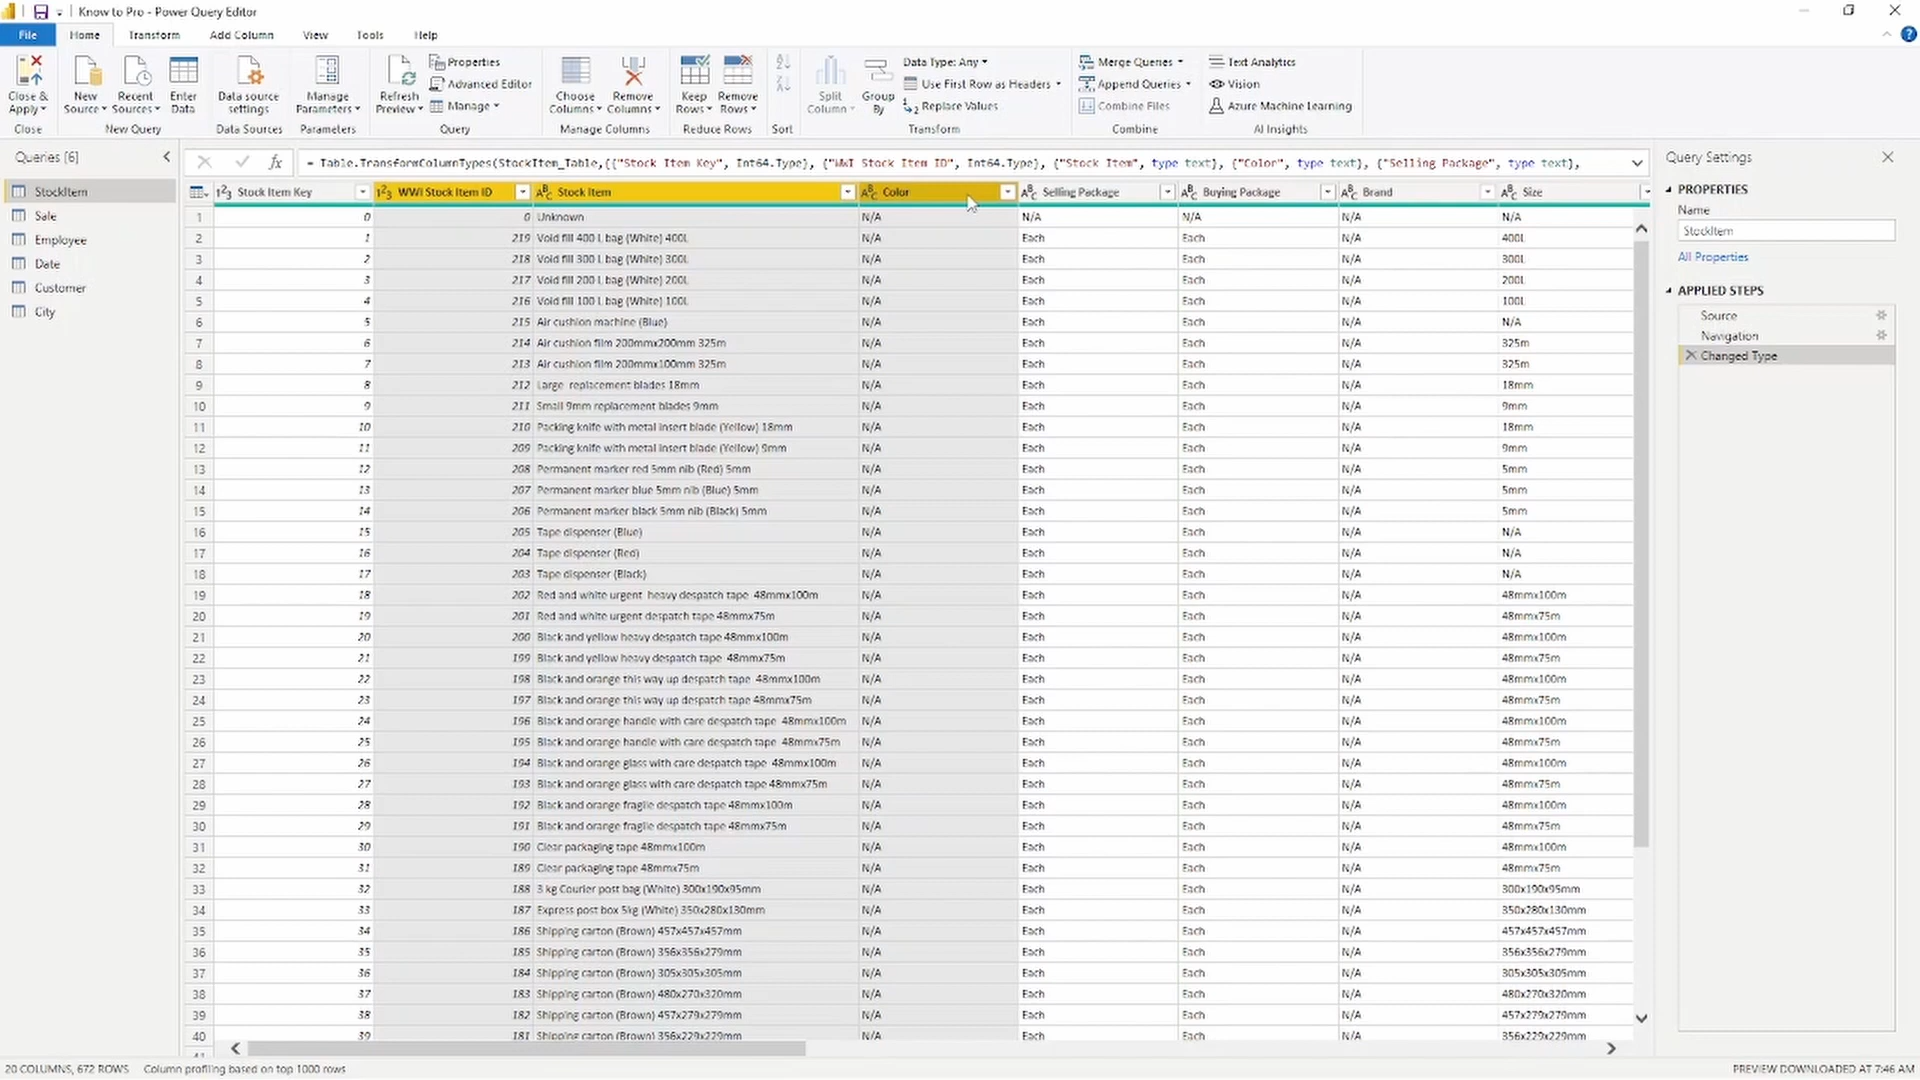 Know to Pro - Power Query Editor
File Home Transform Add Column View Tools Help
Close & Apply
New Source
Recent Sources
Enter Data
Data source settings
Manage Parameters
Refresh Preview
Properties
Advanced Editor
Manage
Choose Columns
Remove Columns
Keep Rows
Remove Rows
Split Column
Group By
Data Type: Any
Use First Row as Headers
Replace Values
Merge Queries
Append Queries
Combine Files
Text Analytics
Vision
Azure Machine Learning
Close New Query Data Sources Parameters Query Manage Columns Reduce Rows Sort Transform Combine AI Insights
Queries [6]
StockItem
Sale
Employee
Date
Customer
City
= Table.TransformColumnTypes(StockItem_Table,{{"Stock Item Key", Int64.Type}, {"WWI Stock Item ID", Int64.Type}, {"Stock Item", type text}, {"Color", type text}, {"Selling Package", type text},
Stock Item Key WWI Stock Item ID Stock Item Color Selling Package Buying Package Brand Size
1 0 0 Unknown N/A N/A N/A N/A N/A
2 1 219 Void fill 400 L bag (White) 400L N/A Each Each N/A 400L
3 2 218 Void fill 300 L bag (White) 300L N/A Each Each N/A 300L
4 3 217 Void fill 200 L bag (White) 200L N/A Each Each N/A 200L
5 4 216 Void fill 100 L bag (White) 100L N/A Each Each N/A 100L
6 5 215 Air cushion machine (Blue) N/A Each Each N/A N/A
7 6 214 Air cushion film 200mmx200mm 325m N/A Each Each N/A 325m
8 7 213 Air cushion film 200mmx100mm 325m N/A Each Each N/A 325m
9 8 212 Large replacement blades 18mm N/A Each Each N/A 18mm
10 9 211 Small 9mm replacement blades 9mm N/A Each Each N/A 9mm
11 10 210 Packing knife with metal insert blade (Yellow) 18mm N/A Each Each N/A 18mm
12 11 209 Packing knife with metal insert blade (Yellow) 9mm N/A Each Each N/A 9mm
13 12 208 Permanent marker red 5mm nib (Red) 5mm N/A Each Each N/A 5mm
14 13 207 Permanent marker blue 5mm nib (Blue) 5mm N/A Each Each N/A 5mm
15 14 206 Permanent marker black 5mm nib (Black) 5mm N/A Each Each N/A 5mm
16 15 205 Tape dispenser (Blue) N/A Each Each N/A N/A
17 16 204 Tape dispenser (Red) N/A Each Each N/A N/A
18 17 203 Tape dispenser (Black) N/A Each Each N/A N/A
19 18 202 Red and white urgent heavy despatch tape 48mmx100m N/A Each Each N/A 48mmx100m
20 19 201 Red and white urgent despatch tape 48mmx75m N/A Each Each N/A 48mmx75m
21 20 200 Black and yellow heavy despatch tape 48mmx100m N/A Each Each N/A 48mmx100m
22 21 199 Black and yellow heavy despatch tape 48mmx75m N/A Each Each N/A 48mmx75m
23 22 198 Black and orange this way up despatch tape 48mmx100m N/A Each Each N/A 48mmx100m
24 23 197 Black and orange this way up despatch tape 48mmx75m N/A Each Each N/A 48mmx75m
25 24 196 Black and orange handle with care despatch tape 48mmx100m N/A Each Each N/A 48mmx100m
26 25 195 Black and orange handle with care despatch tape 48mmx75m N/A Each Each N/A 48mmx75m
27 26 194 Black and orange glass with care despatch tape 48mmx100m N/A Each Each N/A 48mmx100m
28 27 193 Black and orange glass with care despatch tape 48mmx75m N/A Each Each N/A 48mmx75m
29 28 192 Black and orange fragile despatch tape 48mmx100m N/A Each Each N/A 48mmx100m
30 29 191 Black and orange fragile despatch tape 48mmx75m N/A Each Each N/A 48mmx75m
31 30 190 Clear packaging tape 48mmx100m N/A Each Each N/A 48mmx100m
32 31 189 Clear packaging tape 48mmx75m N/A Each Each N/A 48mmx75m
33 32 188 3 kg Courier post bag (White) 300x190x95mm N/A Each Each N/A 300x190x95mm
34 33 187 Express post box 5kg (White) 350x280x130mm N/A Each Each N/A 350x280x130mm
35 34 186 Shipping carton (Brown) 457x457x457mm N/A Each Each N/A 457x457x457mm
36 35 185 Shipping carton (Brown) 356x356x279mm N/A Each Each N/A 356x356x279mm
37 36 184 Shipping carton (Brown) 305x305x305mm N/A Each Each N/A 305x305x305mm
38 37 183 Shipping carton (Brown) 480x270x320mm N/A Each Each N/A 480x270x320mm
39 38 182 Shipping carton (Brown) 457x279x279mm N/A Each Each N/A 457x279x279mm
40 39 181 Shipping carton (Brown) 356x229x229mm N/A Each Each N/A 356x229x229mm
Query Settings
PROPERTIES
Name
StockItem
All Properties
APPLIED STEPS
Source
Navigation
Changed Type
20 COLUMNS, 672 ROWS Column profiling based on top 1000 rows
PREVIEW DOWNLOADED AT 7:46 AM